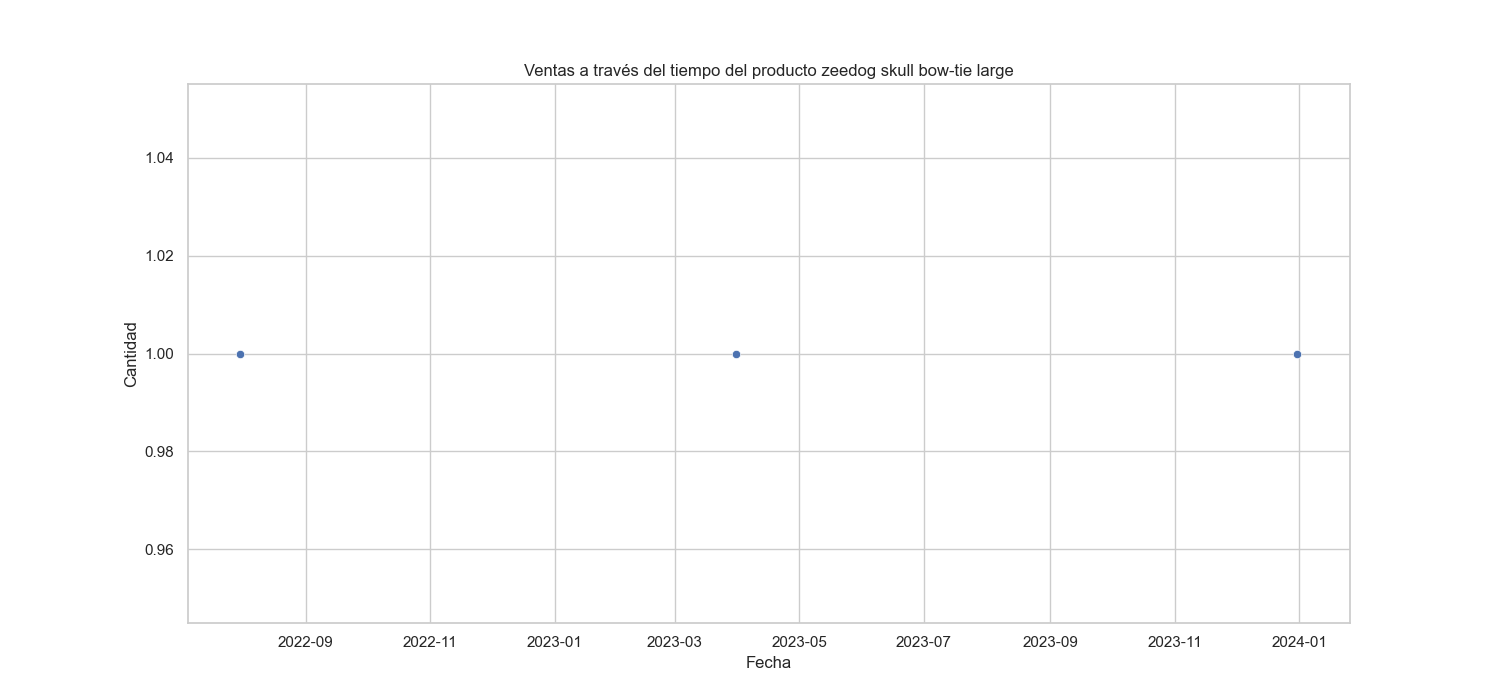 Ventas a través del tiempo del producto zeedog skull bow-tie large
1.04
1.02
1.00
0.98
0.96
Cantidad
2022-09 2022-11 2023-01 2023-03 2023-05 2023-07 2023-09 2023-11 2024-01
Fecha